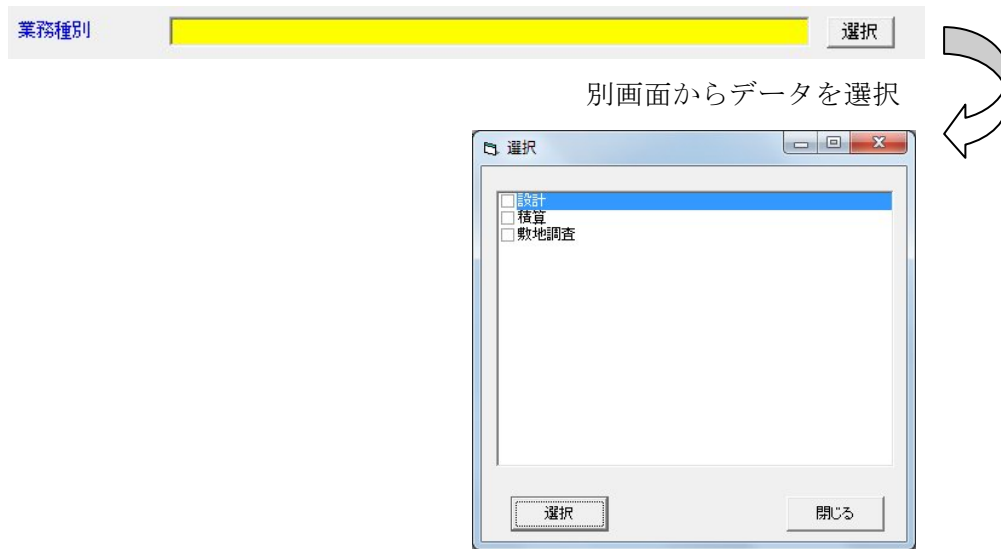 業務種別
選択
別画面からデータを選択
選択
設計
積算
敷地調査
選択
閉じる